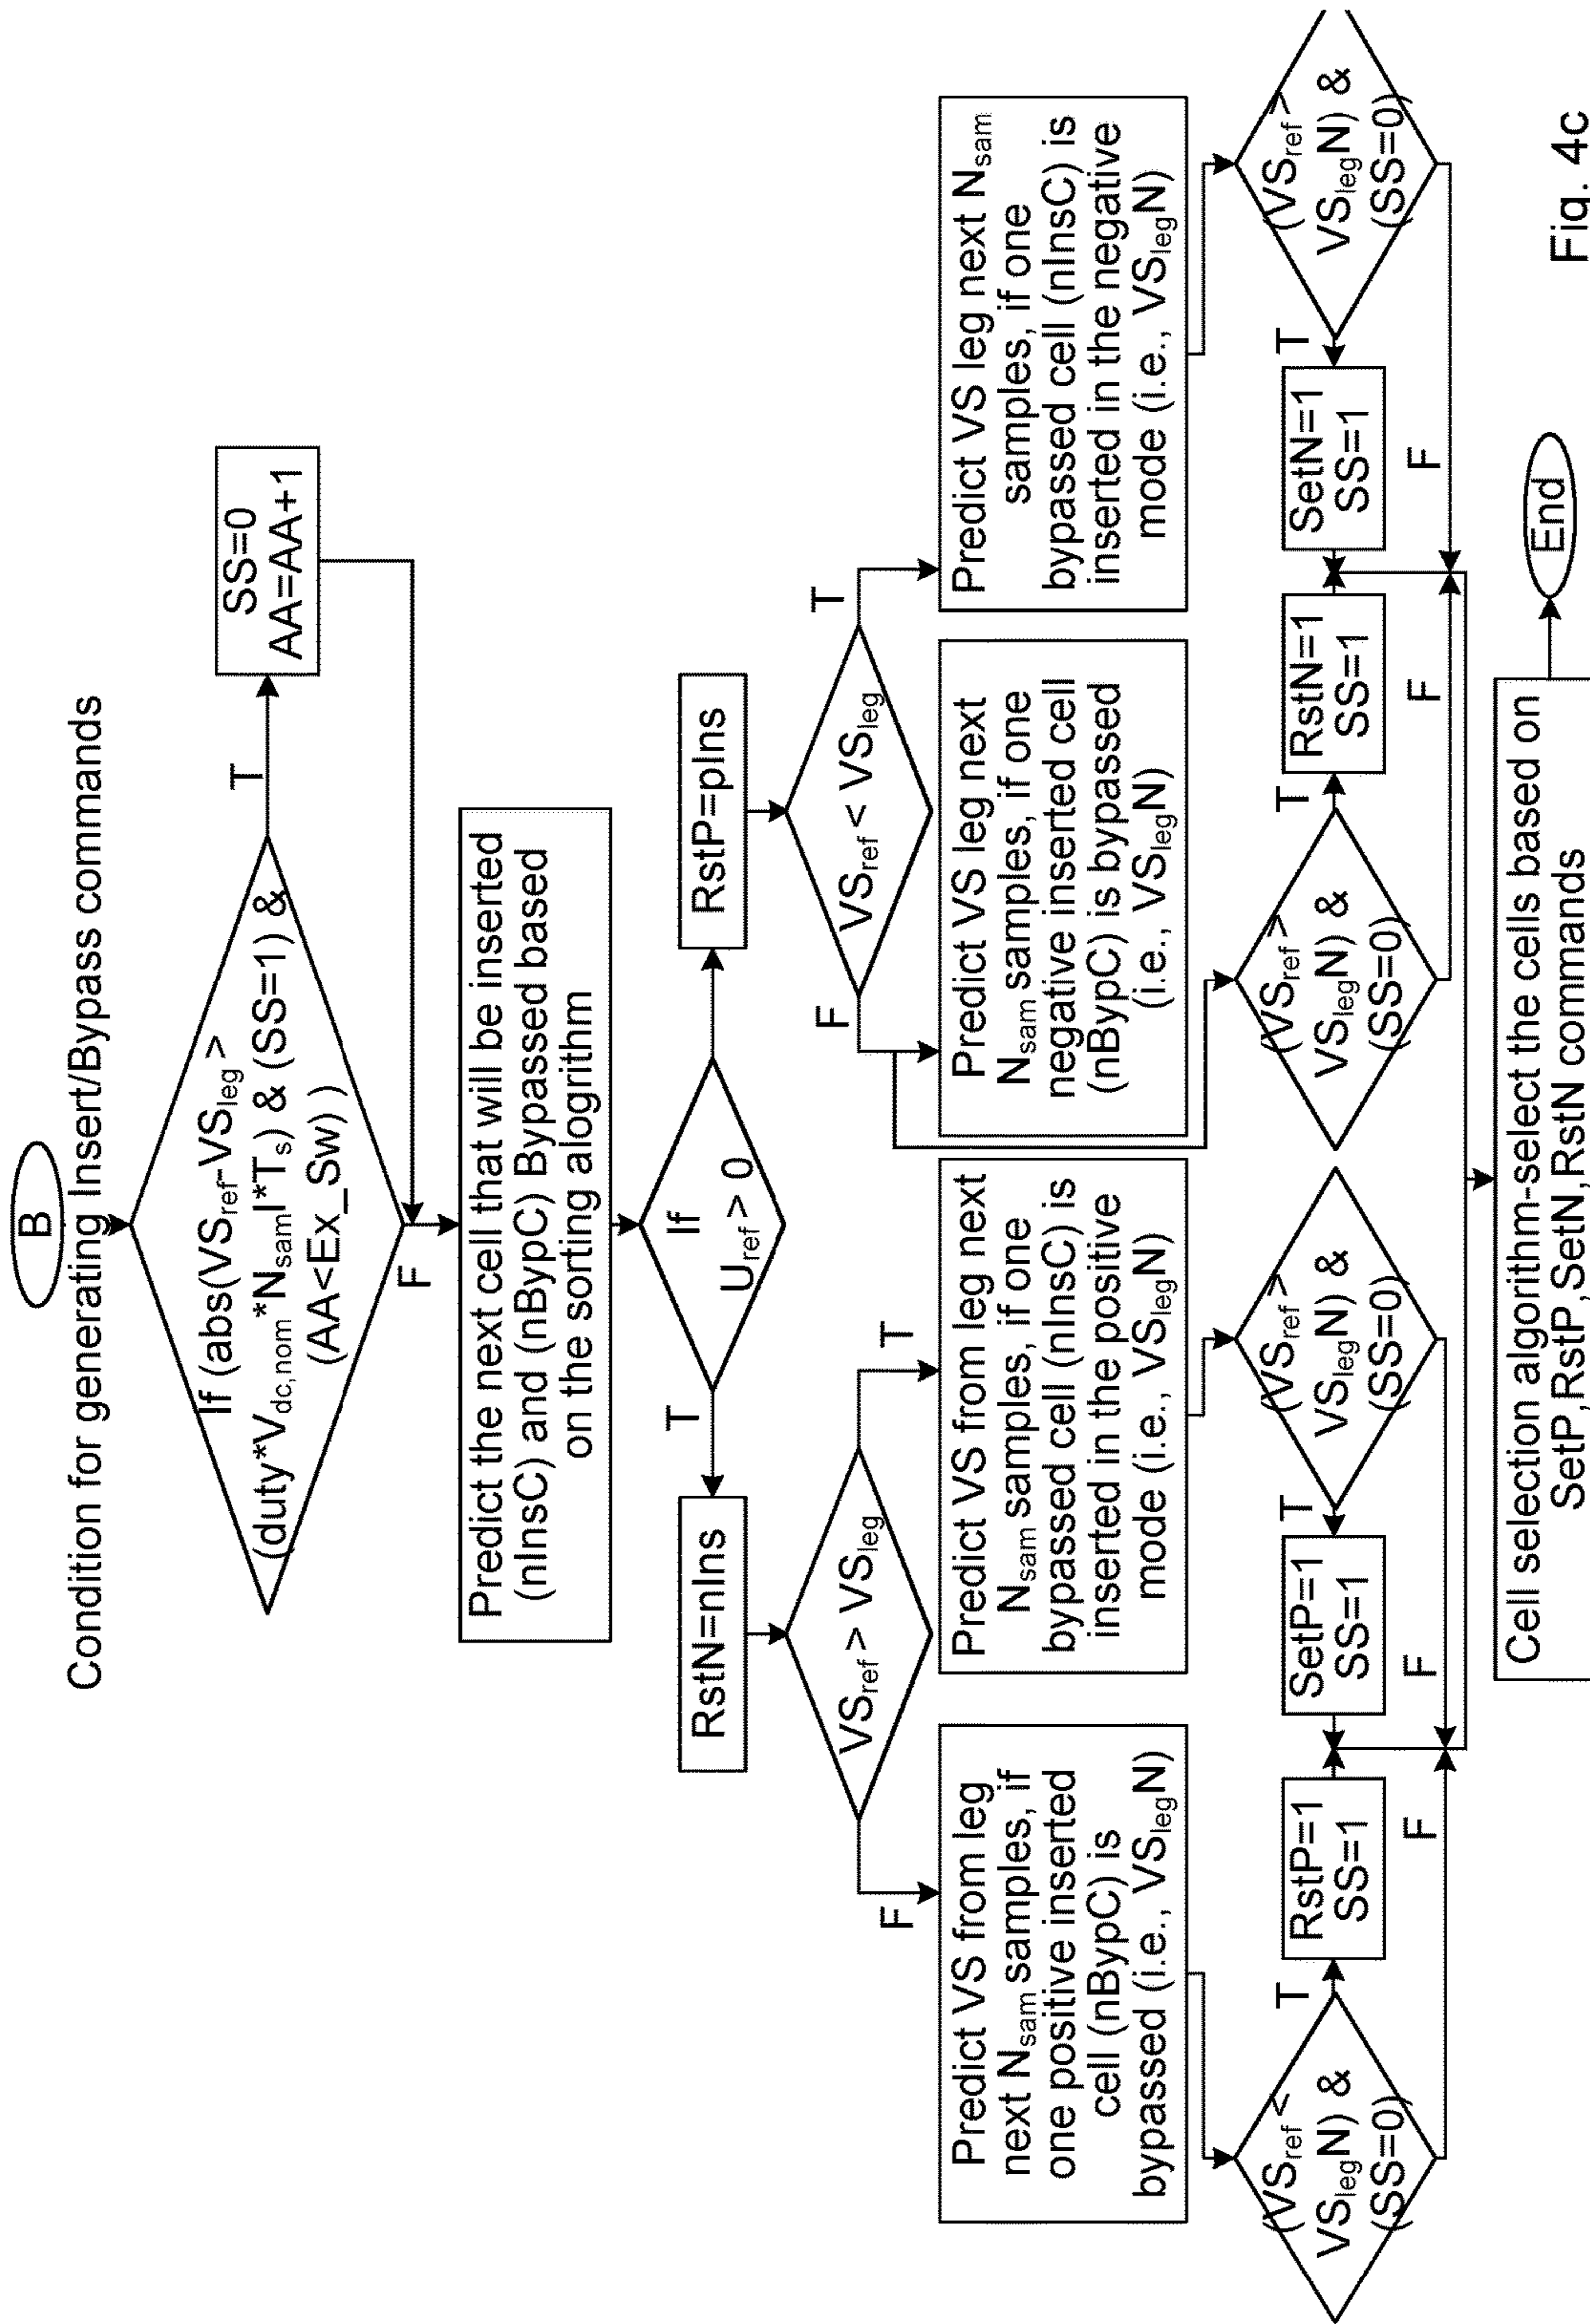 B
Condition for generating Insert/Bypass commands
If (abs(VSref-VSleg >
(duty*Vdc,nom*NsamI*Ts) & (SS=1) &
(AA<Ex_Sw) )
T
SS=0
AA=AA+1
F
Predict the next cell that will be inserted
(nInsC) and (nBypC) Bypassed based
on the sorting alogrithm
If
Uref > 0
T
RstN=nIns
RstP=pIns
VSref > VSleg
F
T
VSref < VSleg
F
T
Predict VS from leg
next Nsam samples, if
one positive inserted
cell (nBypC) is
bypassed (i.e., VSlegN)
Predict VS from leg next
Nsam samples, if one
bypassed cell (nInsC) is
inserted in the positive
mode (i.e., VSlegN)
Predict VS leg next
Nsam samples, if one
negative inserted cell
(nBypC) is bypassed
(i.e., VSlegN)
Predict VS leg next Nsam
samples, if one
bypassed cell (nInsC) is
inserted in the negative
mode (i.e., VSlegN)
(VSref <
VSlegN) &
(SS=0)
T
RstP=1
SS=1
F
SetP=1
SS=1
T
F
(VSref >
VSlegN) &
(SS=0)
(VSref >
VSlegN) &
(SS=0)
T
RstN=1
SS=1
F
SetN=1
SS=1
T
F
(VSref >
VSlegN) &
(SS=0)
Cell selection algorithm-select the cells based on
SetP,RstP,SetN,RstN commands
End
Fig. 4c